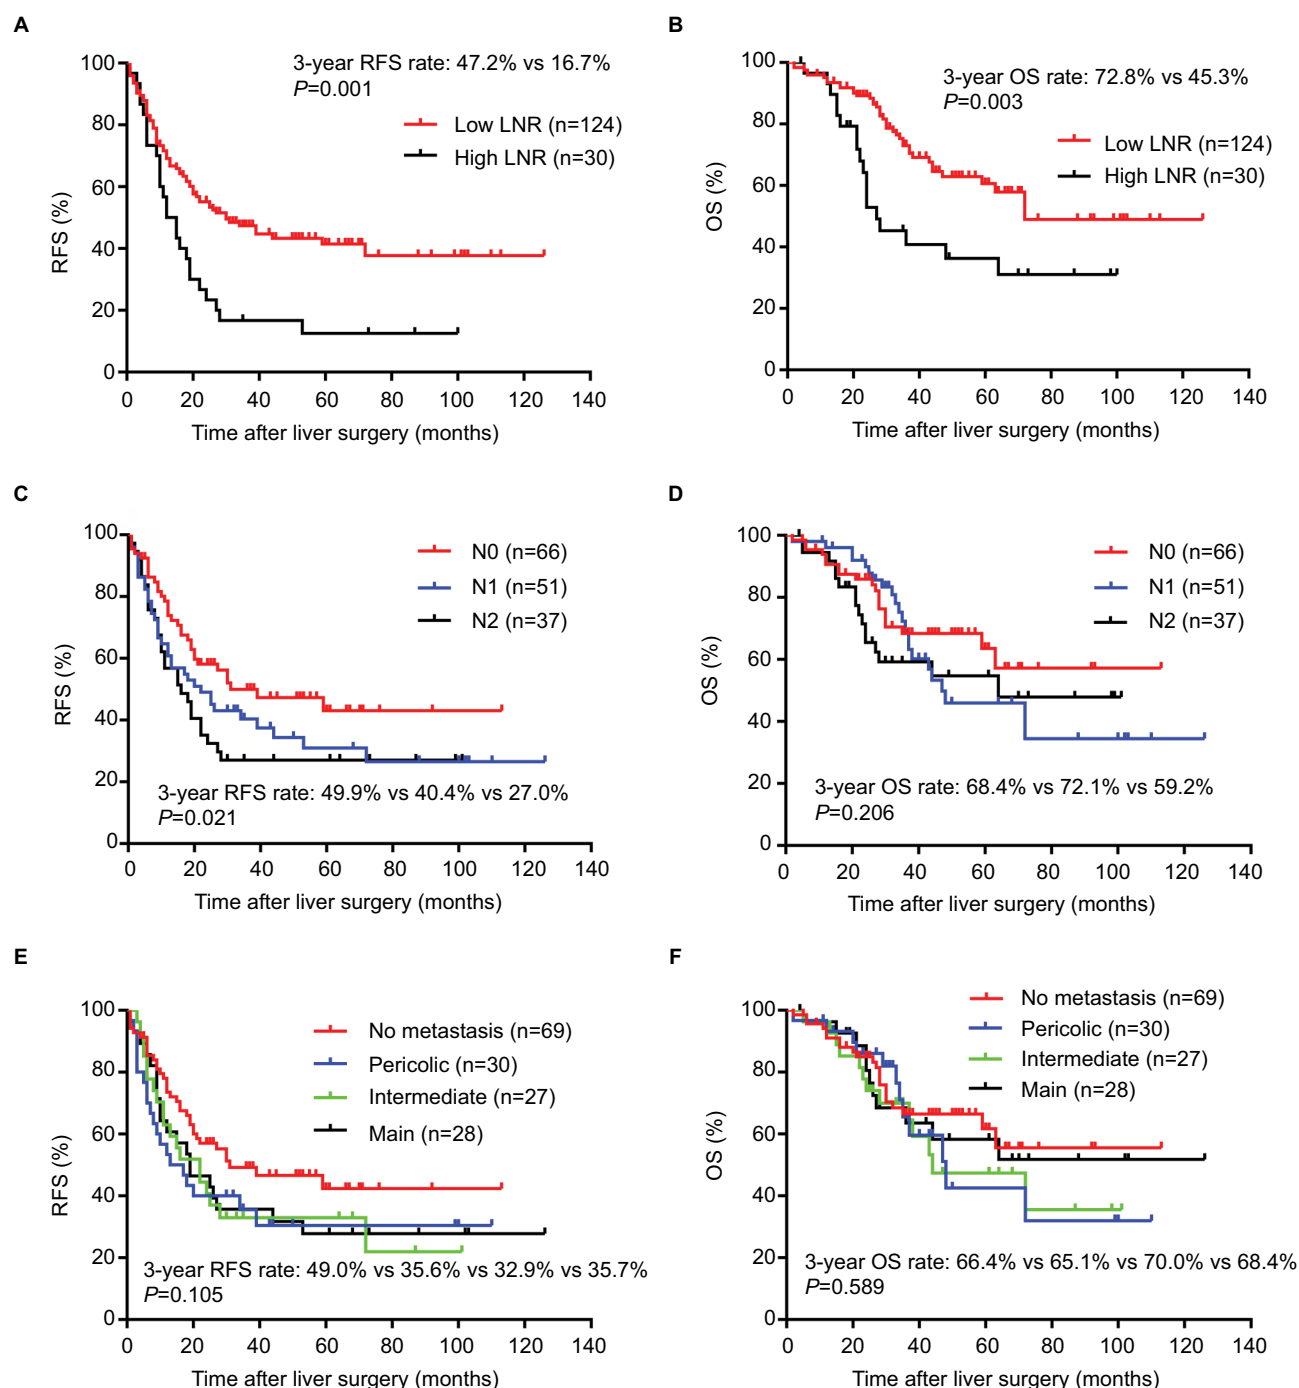 A
3-year RFS rate: 47.2% vs 16.7%
P=0.001
Low LNR (n=124)
High LNR (n=30)
RFS (%)
100
80
60
40
20
0
0 20 40 60 80 100 120 140
Time after liver surgery (months)
B
3-year OS rate: 72.8% vs 45.3%
P=0.003
Low LNR (n=124)
High LNR (n=30)
OS (%)
100
80
60
40
20
0
0 20 40 60 80 100 120 140
Time after liver surgery (months)
C
N0 (n=66)
N1 (n=51)
N2 (n=37)
RFS (%)
100
80
60
40
20
0
3-year RFS rate: 49.9% vs 40.4% vs 27.0%
P=0.021
0 20 40 60 80 100 120 140
Time after liver surgery (months)
D
N0 (n=66)
N1 (n=51)
N2 (n=37)
OS (%)
100
80
60
40
20
0
3-year OS rate: 68.4% vs 72.1% vs 59.2%
P=0.206
0 20 40 60 80 100 120 140
Time after liver surgery (months)
E
No metastasis (n=69)
Pericolic (n=30)
Intermediate (n=27)
Main (n=28)
RFS (%)
100
80
60
40
20
0
3-year RFS rate: 49.0% vs 35.6% vs 32.9% vs 35.7%
P=0.105
0 20 40 60 80 100 120 140
Time after liver surgery (months)
F
No metastasis (n=69)
Pericolic (n=30)
Intermediate (n=27)
Main (n=28)
OS (%)
100
80
60
40
20
0
3-year OS rate: 66.4% vs 65.1% vs 70.0% vs 68.4%
P=0.589
0 20 40 60 80 100 120 140
Time after liver surgery (months)